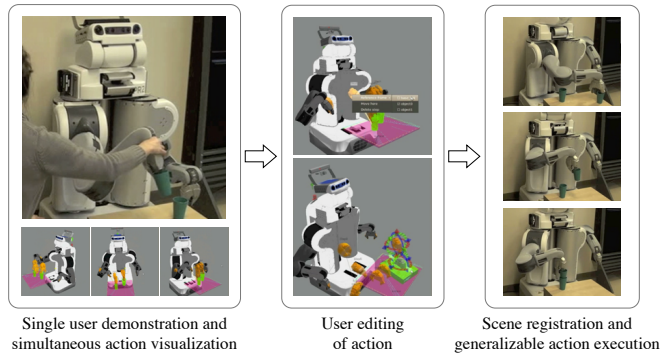 Single user demonstration and
simultaneous action visualization
User editing
of action
Scene registration and
generalizable action execution